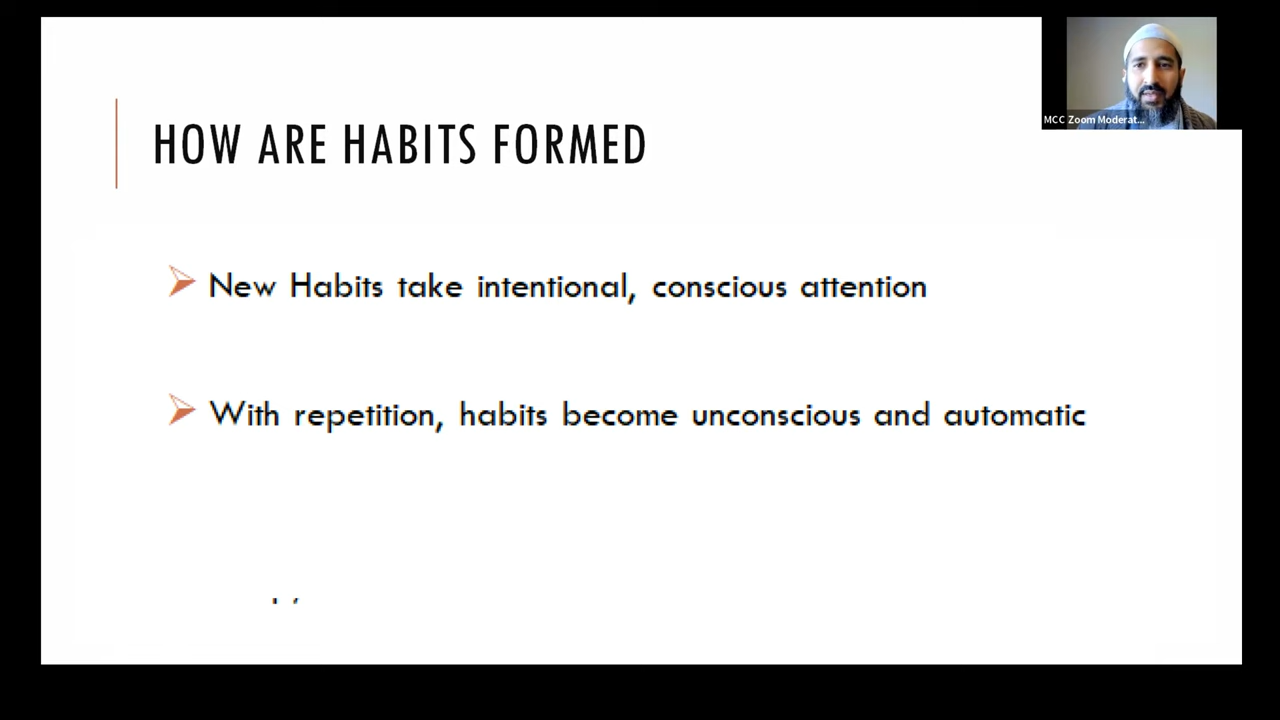 MCC Zoom Moderat...
HOW ARE HABITS FORMED
New Habits take intentional, conscious attention
With repetition, habits become unconscious and automatic